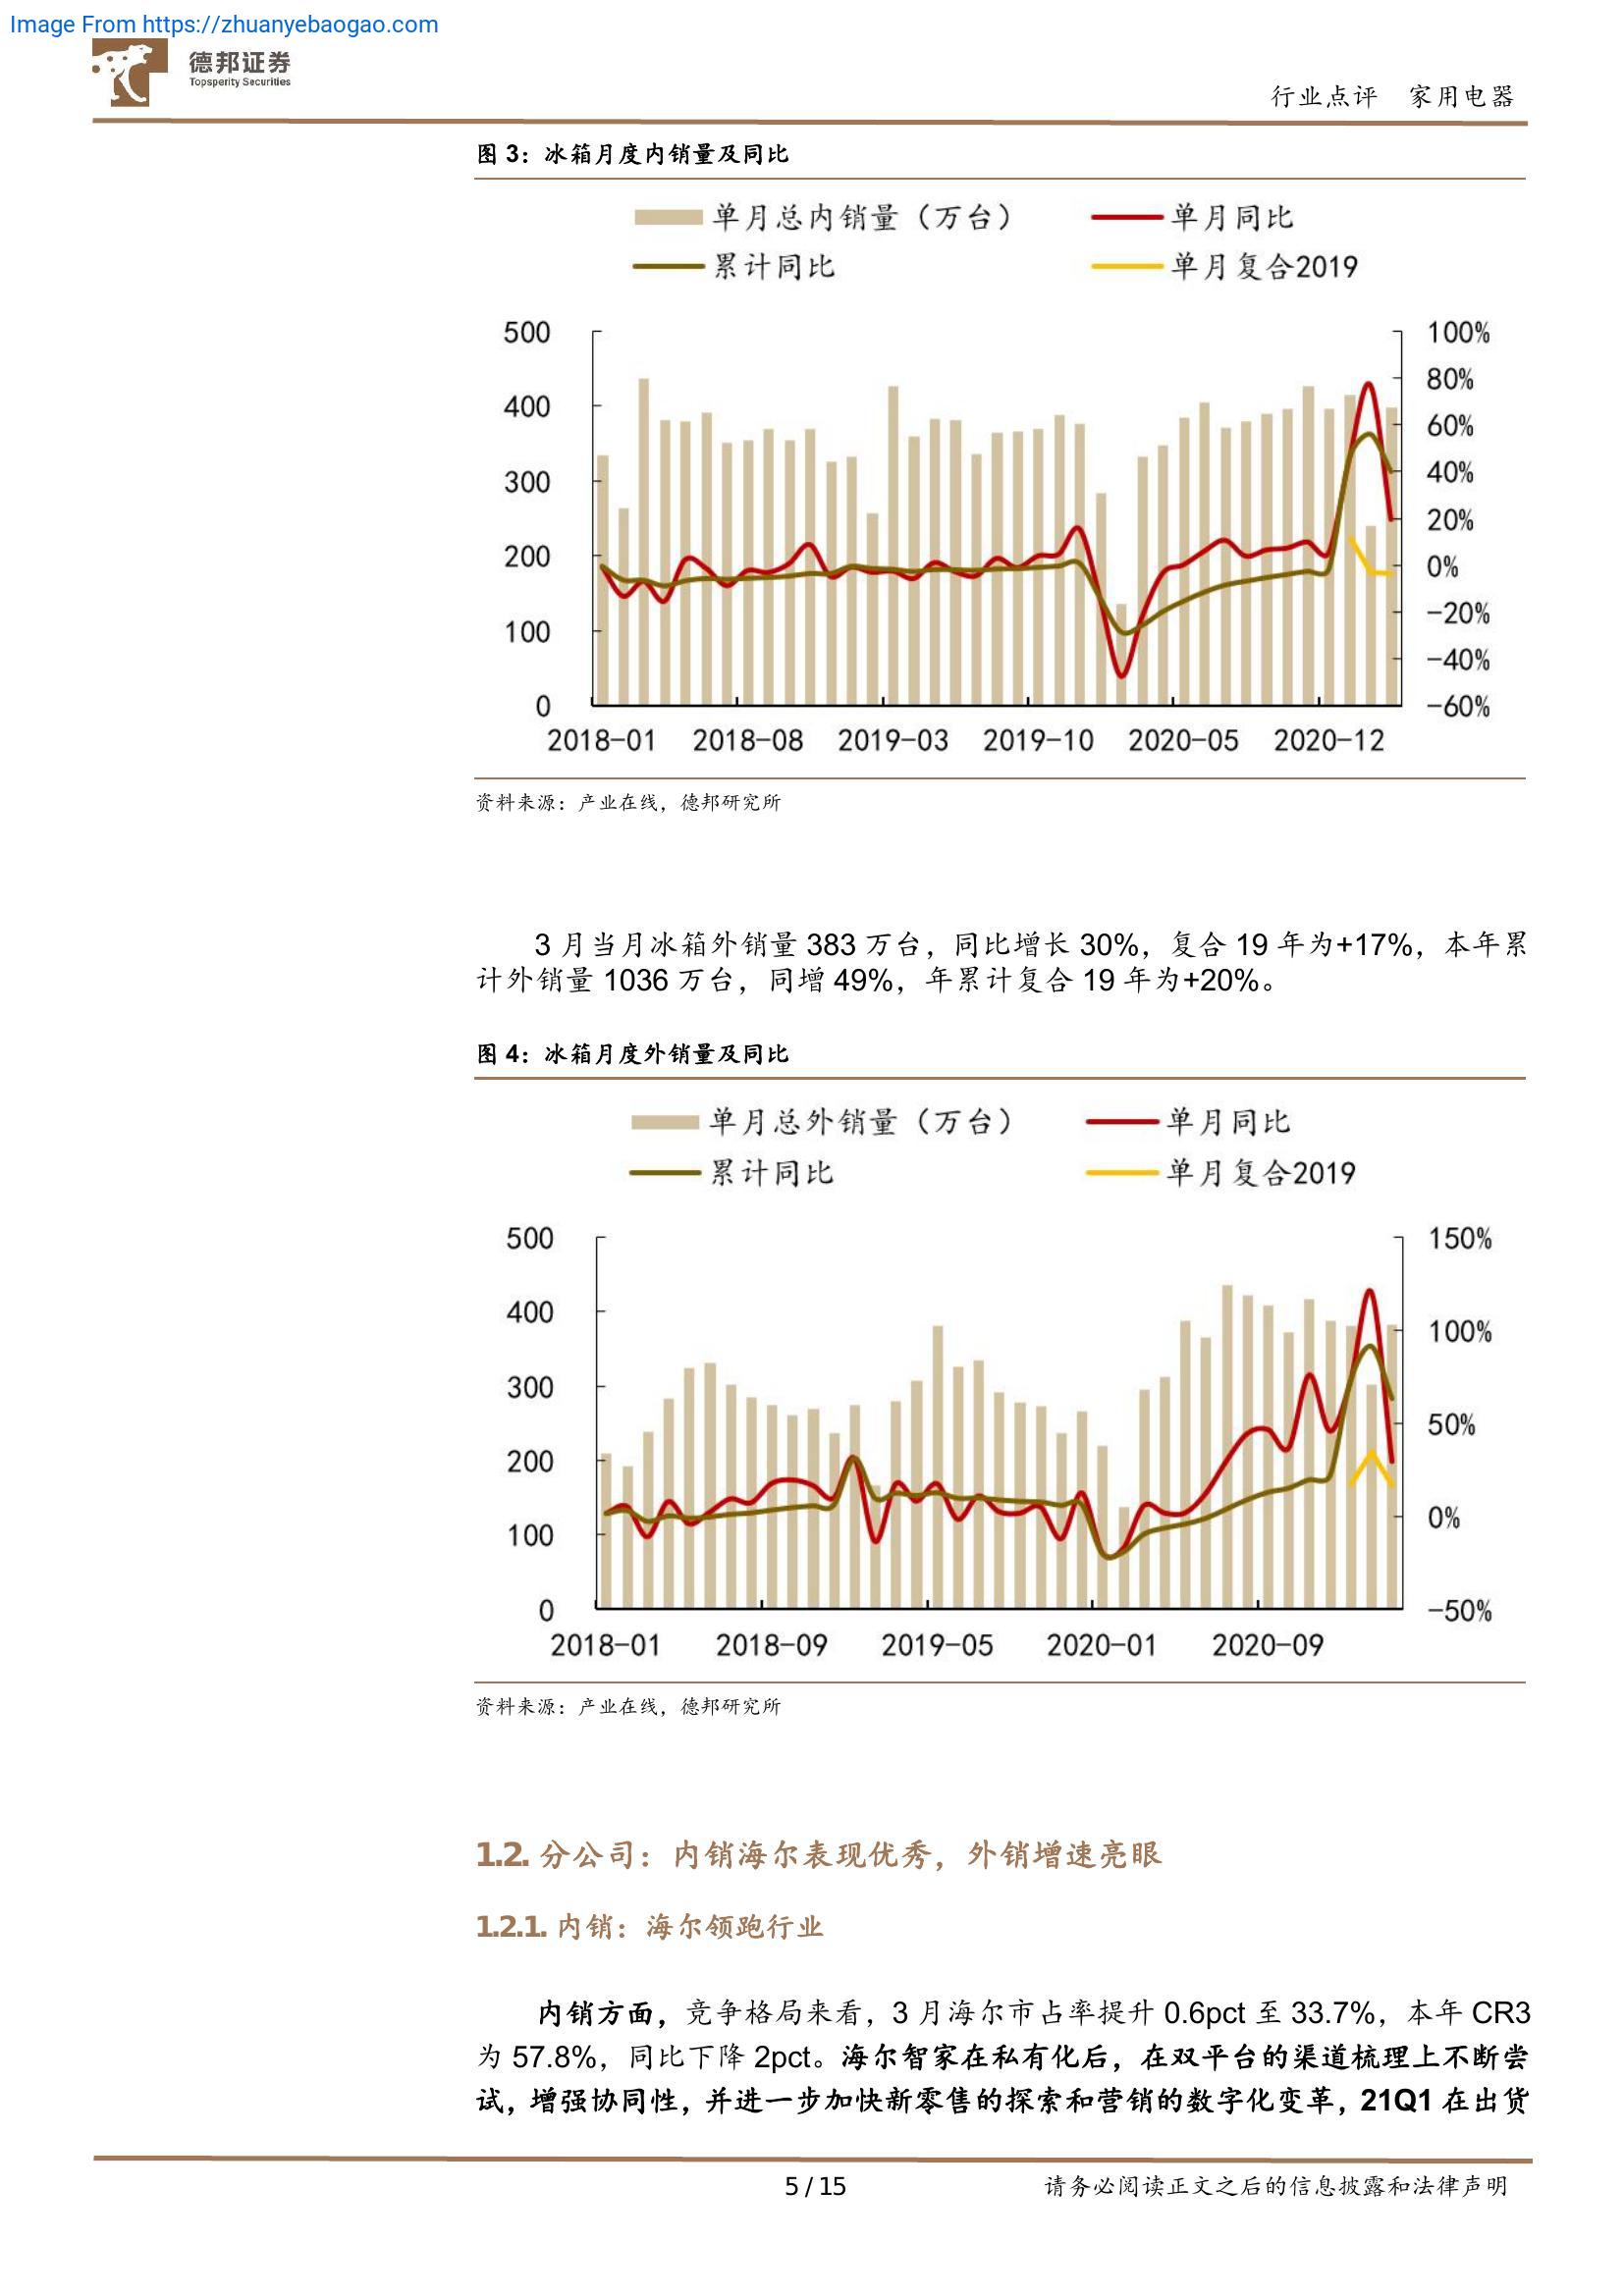 Image From https://zhuanyebaogao.com
德邦证券
Topsperity Securities
行业点评 家用电器
图 3：冰箱月度内销量及同比
单月总内销量（万台） 单月同比
累计同比 单月复合2019
500 100%
80%
400
60%
300 40%
20%
200 0%
-20%
100
-40%
0 -60%
2018-01 2018-08 2019-03 2019-10 2020-05 2020-12
资料来源：产业在线，德邦研究所
3 月当月冰箱外销量 383 万台，同比增长 30%，复合 19 年为+17%，本年累
计外销量 1036 万台，同增 49%，年累计复合 19 年为+20%。
图 4：冰箱月度外销量及同比
单月总外销量（万台） 单月同比
累计同比 单月复合2019
500 150%
400
100%
300
50%
200
0%
100
0 -50%
2018-01 2018-09 2019-05 2020-01 2020-09
资料来源：产业在线，德邦研究所
1.2. 分公司：内销海尔表现优秀，外销增速亮眼
1.2.1. 内销：海尔领跑行业
内销方面，竞争格局来看，3 月海尔市占率提升 0.6pct 至 33.7%，本年 CR3
为 57.8%，同比下降 2pct。海尔智家在私有化后，在双平台的渠道梳理上不断尝
试，增强协同性，并进一步加快新零售的探索和营销的数字化变革，21Q1 在出货
5 / 15
请务必阅读正文之后的信息披露和法律声明